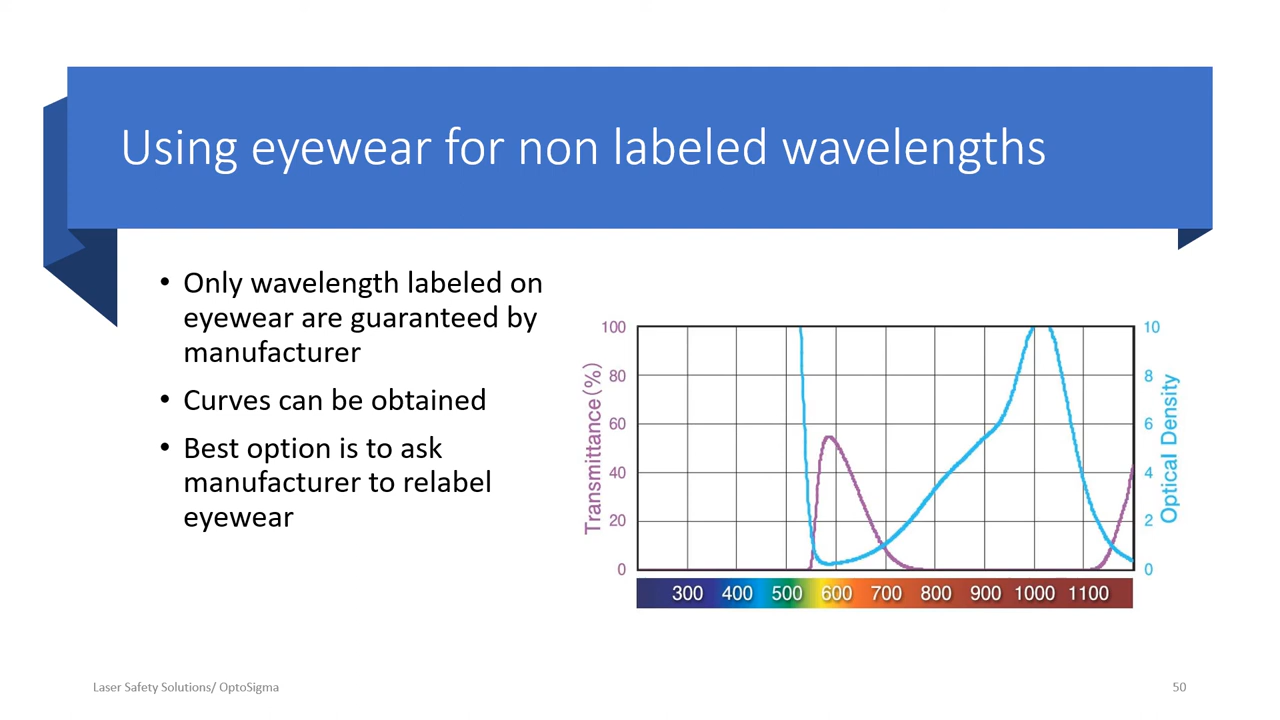 Using eyewear for non labeled wavelengths
• Only wavelength labeled on
eyewear are guaranteed by
manufacturer
• Curves can be obtained
• Best option is to ask
manufacturer to relabel
eyewear
Transmittance(%)
100
80
60
40
20
0
10
8
6
4
2
0
Optical Density
300 400 500 600 700 800 900 1000 1100
Laser Safety Solutions/ OptoSigma
50